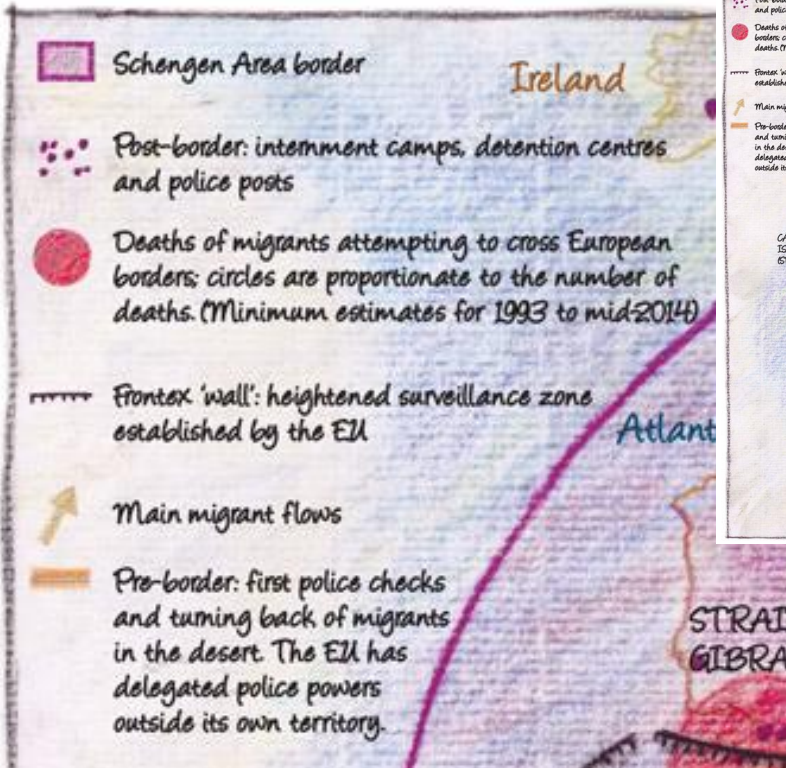 Schengen Area border
Ireland
Post-border: internment camps, detention centres
and police posts
Deaths of migrants attempting to cross European
borders; circles are proportionate to the number of
deaths. (Minimum estimates for 1993 to mid-2014)
Frontex 'wall': heightened surveillance zone
established by the EU
Atlant
Main migrant flows
Pre-border: first police checks
and turning back of migrants
in the desert. The EU has
delegated police powers
outside its own territory.
STRAI
GIBRA